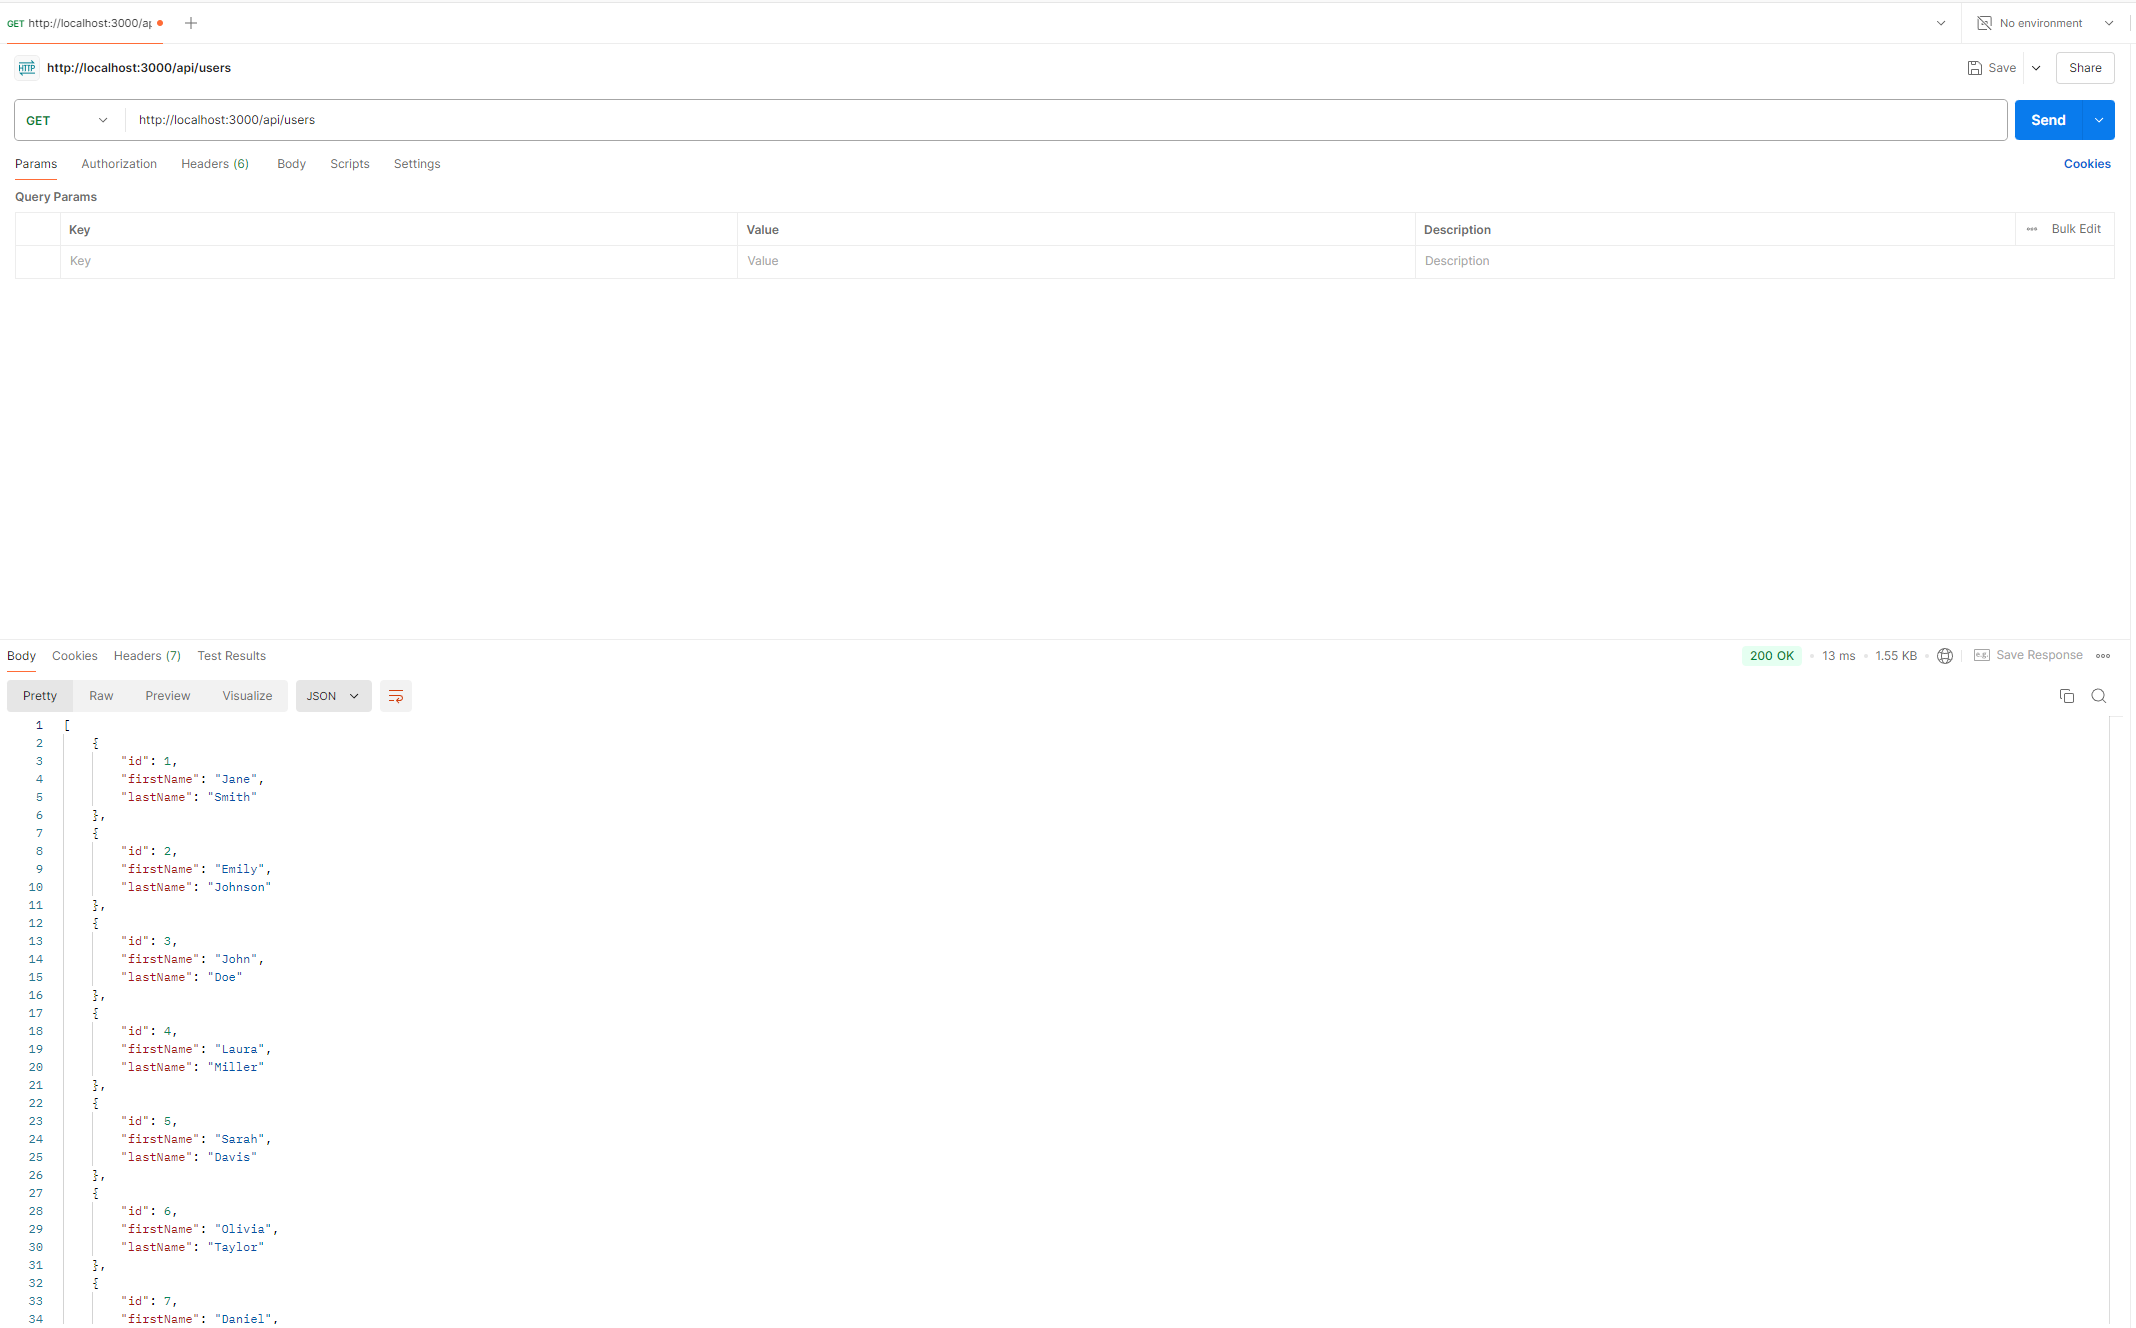 GET http://localhost:3000/ap
No environment
HTTP http://localhost:3000/api/users
Save
Share
GET http://localhost:3000/api/users
Send
Params Authorization Headers (6) Body Scripts Settings
Cookies
Query Params
Key Value Description
Bulk Edit
Key Value Description
Body Cookies Headers (7) Test Results
200 OK • 13 ms • 1.55 KB •
e.g. Save Response
Pretty Raw Preview Visualize JSON
1 [
2 {
3 "id": 1,
4 "firstName": "Jane",
5 "lastName": "Smith"
6 },
7 {
8 "id": 2,
9 "firstName": "Emily",
10 "lastName": "Johnson"
11 },
12 {
13 "id": 3,
14 "firstName": "John",
15 "lastName": "Doe"
16 },
17 {
18 "id": 4,
19 "firstName": "Laura",
20 "lastName": "Miller"
21 },
22 {
23 "id": 5,
24 "firstName": "Sarah",
25 "lastName": "Davis"
26 },
27 {
28 "id": 6,
29 "firstName": "Olivia",
30 "lastName": "Taylor"
31 },
32 {
33 "id": 7,
34 "firstName": "Daniel",